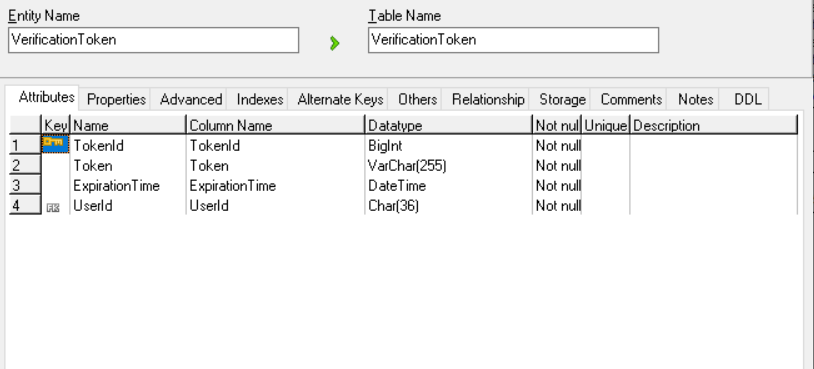 Entity Name Table Name
VerificationToken VerificationToken
Attributes Properties Advanced Indexes Alternate Keys Others Relationship Storage Comments Notes DDL
Key Name Column Name Datatype Not nul Unique Description
1 TokenId TokenId BigInt Not null
2 Token Token VarChar(255) Not null
3 ExpirationTime ExpirationTime DateTime Not null
4 FK UserId UserId Char(36) Not null